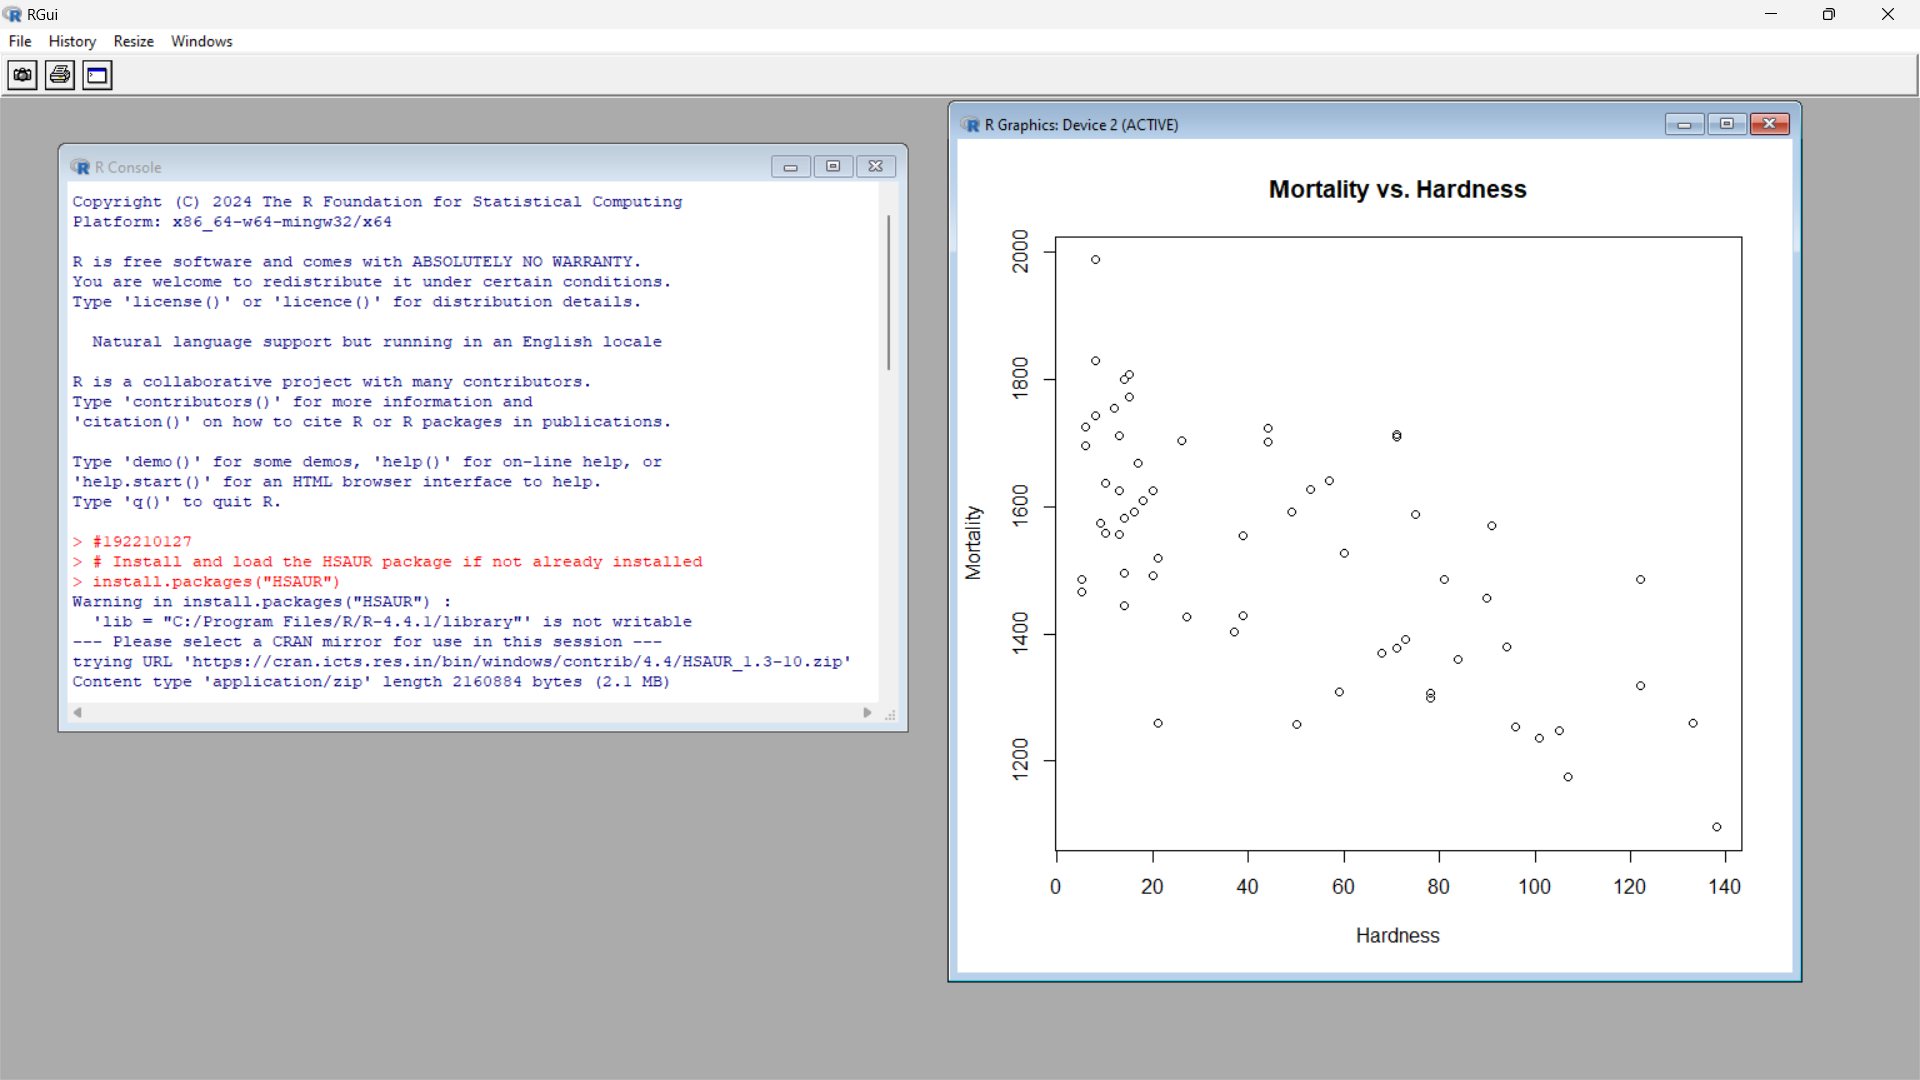 RGui
File History Resize Windows
R Console
Copyright (C) 2024 The R Foundation for Statistical Computing
Platform: x86_64-w64-mingw32/x64
R is free software and comes with ABSOLUTELY NO WARRANTY.
You are welcome to redistribute it under certain conditions.
Type 'license()' or 'licence()' for distribution details.
Natural language support but running in an English locale
R is a collaborative project with many contributors.
Type 'contributors()' for more information and
'citation()' on how to cite R or R packages in publications.
Type 'demo()' for some demos, 'help()' for on-line help, or
'help.start()' for an HTML browser interface to help.
Type 'q()' to quit R.
> #192210127
> # Install and load the HSAUR package if not already installed
> install.packages("HSAUR")
Warning in install.packages("HSAUR") :
'lib = "C:/Program Files/R/R-4.4.1/library"' is not writable
--- Please select a CRAN mirror for use in this session ---
trying URL 'https://cran.icts.res.in/bin/windows/contrib/4.4/HSAUR_1.3-10.zip'
Content type 'application/zip' length 2160884 bytes (2.1 MB)
R Graphics: Device 2 (ACTIVE)
Mortality vs. Hardness
2000
1800
1600
1400
1200
Mortality
0 20 40 60 80 100 120 140
Hardness